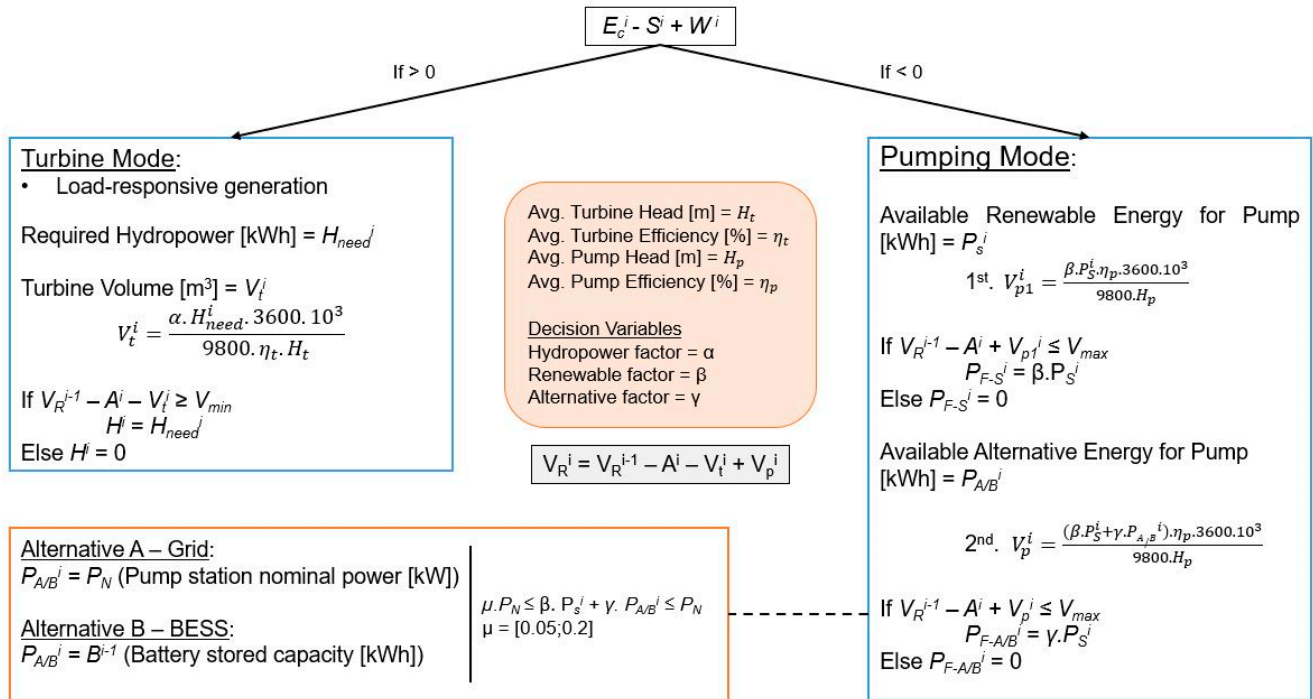 E_c^i - S^i + W^i
If > 0
If < 0
Turbine Mode:
• Load-responsive generation
Required Hydropower [kWh] = H_need^i
Turbine Volume [m³] = V_t^i
V_t^i = α. H_need^i . 3600. 10³ / 9800. η_t. H_t
If V_R^{i-1} – A^i – V_t^i ≥ V_min
H^i = H_need^i
Else H^i = 0
Avg. Turbine Head [m] = H_t
Avg. Turbine Efficiency [%] = η_t
Avg. Pump Head [m] = H_p
Avg. Pump Efficiency [%] = η_p
Decision Variables
Hydropower factor = α
Renewable factor = β
Alternative factor = γ
V_R^i = V_R^{i-1} – A^i – V_t^i + V_p^i
Pumping Mode:
Available Renewable Energy for Pump
[kWh] = P_s^i
1st. V_p1^i = β.P_S^i.η_p.3600.10³ / 9800.H_p
If V_R^{i-1} – A^i + V_p1^i ≤ V_max
P_F-S^i = β.P_S^i
Else P_F-S^i = 0
Available Alternative Energy for Pump
[kWh] = P_A/B^i
2nd. V_p^i = (β.P_S^i+γ.P_A/B^i).η_p.3600.10³ / 9800.H_p
If V_R^{i-1} – A^i + V_p^i ≤ V_max
P_F-A/B^i = γ.P_S^i
Else P_F-A/B^i = 0
Alternative A – Grid:
P_A/B^i = P_N (Pump station nominal power [kW])
Alternative B – BESS:
P_A/B^i = B^{i-1} (Battery stored capacity [kWh])
μ.P_N ≤ β. P_s^i + γ. P_A/B^i ≤ P_N
μ = [0.05;0.2]